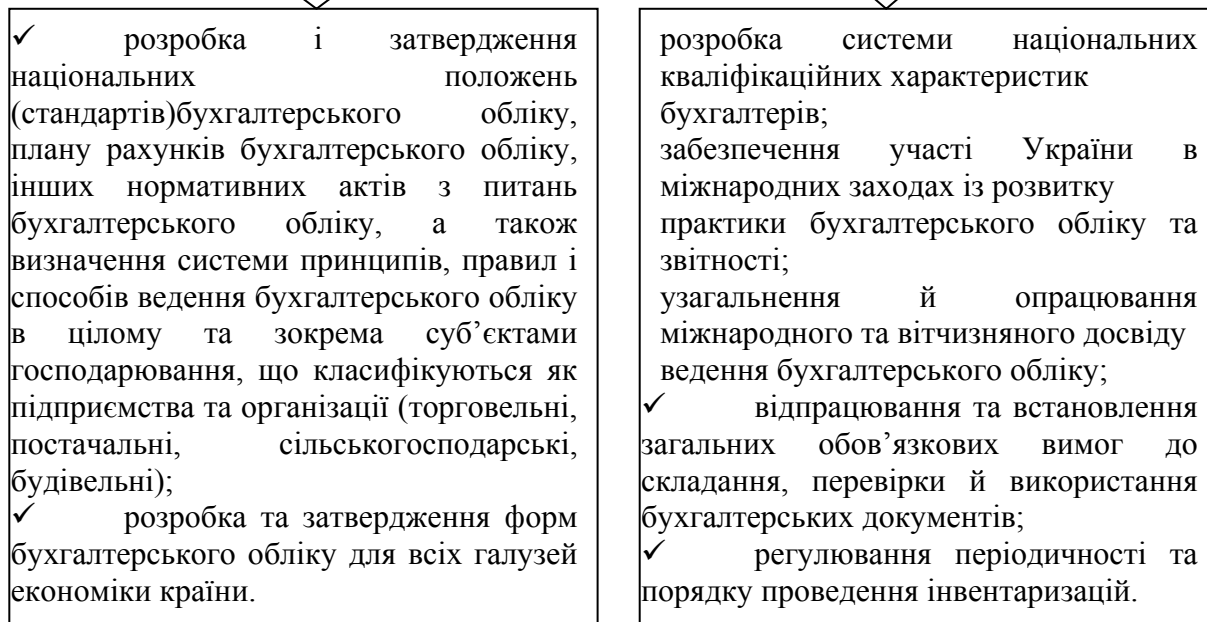 ✓ розробка і затвердження
національних положень
(стандартів)бухгалтерського обліку,
плану рахунків бухгалтерського обліку,
інших нормативних актів з питань
бухгалтерського обліку, а також
визначення системи принципів, правил і
способів ведення бухгалтерського обліку
в цілому та зокрема суб’єктами
господарювання, що класифікуються як
підприємства та організації (торговельні,
постачальні, сільськогосподарські,
будівельні);
✓ розробка та затвердження форм
бухгалтерського обліку для всіх галузей
економіки країни.
розробка системи національних
кваліфікаційних характеристик
бухгалтерів;
забезпечення участі України в
міжнародних заходах із розвитку
практики бухгалтерського обліку та
звітності;
узагальнення й опрацювання
міжнародного та вітчизняного досвіду
ведення бухгалтерського обліку;
✓ відпрацювання та встановлення
загальних обов’язкових вимог до
складання, перевірки й використання
бухгалтерських документів;
✓ регулювання періодичності та
порядку проведення інвентаризацій.